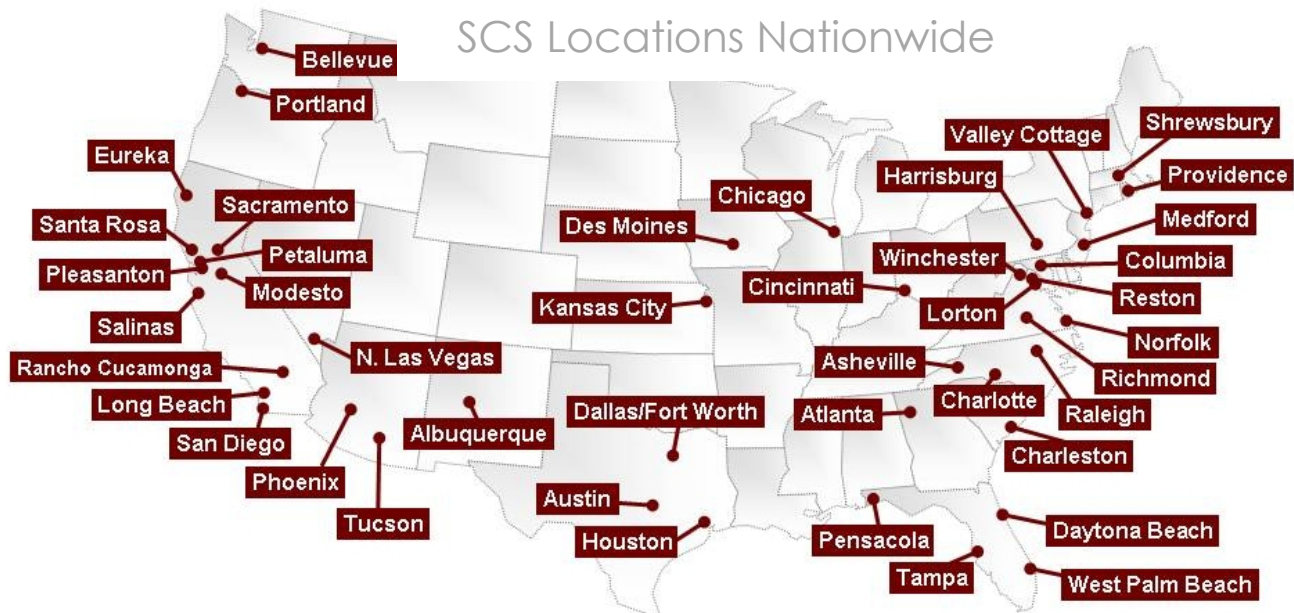 SCS Locations Nationwide
Bellevue
Portland
Eureka
Sacramento
Santa Rosa
Petaluma
Pleasanton
Modesto
Salinas
N. Las Vegas
Rancho Cucamonga
Long Beach
San Diego
Phoenix
Tucson
Albuquerque
Des Moines
Kansas City
Dallas/Fort Worth
Austin
Houston
Chicago
Cincinnati
Valley Cottage
Shrewsbury
Harrisburg
Providence
Medford
Winchester
Columbia
Reston
Lorton
Norfolk
Richmond
Asheville
Charlotte
Raleigh
Atlanta
Charleston
Pensacola
Daytona Beach
Tampa
West Palm Beach